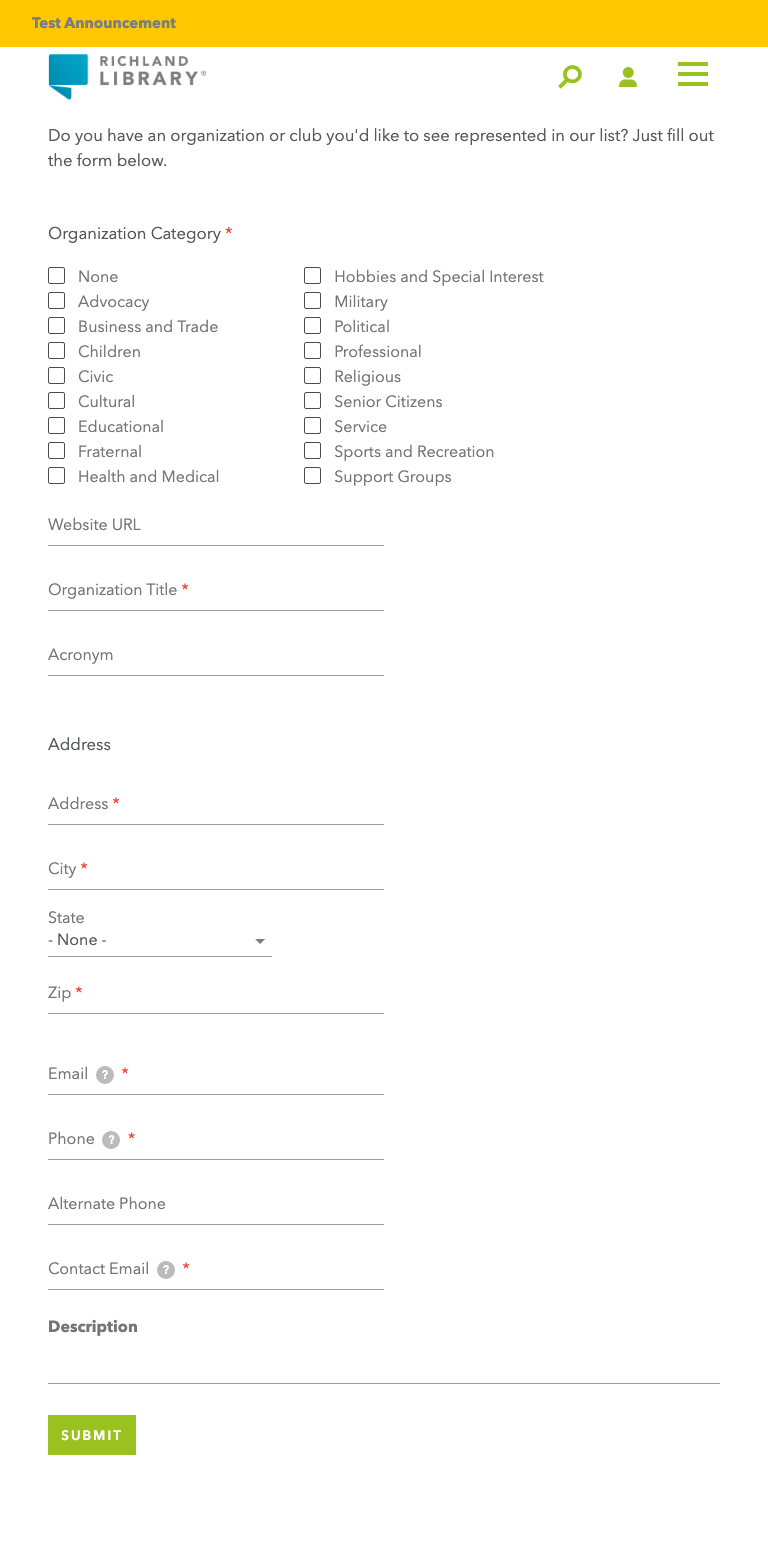 Test Announcement
RICHLAND
LIBRARY®
Do you have an organization or club you'd like to see represented in our list? Just fill out
the form below.
Organization Category *
None
Advocacy
Business and Trade
Children
Civic
Cultural
Educational
Fraternal
Health and Medical
Hobbies and Special Interest
Military
Political
Professional
Religious
Senior Citizens
Service
Sports and Recreation
Support Groups
Website URL
Organization Title *
Acronym
Address
Address *
City *
State
- None -
Zip *
Email ? *
Phone ? *
Alternate Phone
Contact Email ? *
Description
SUBMIT